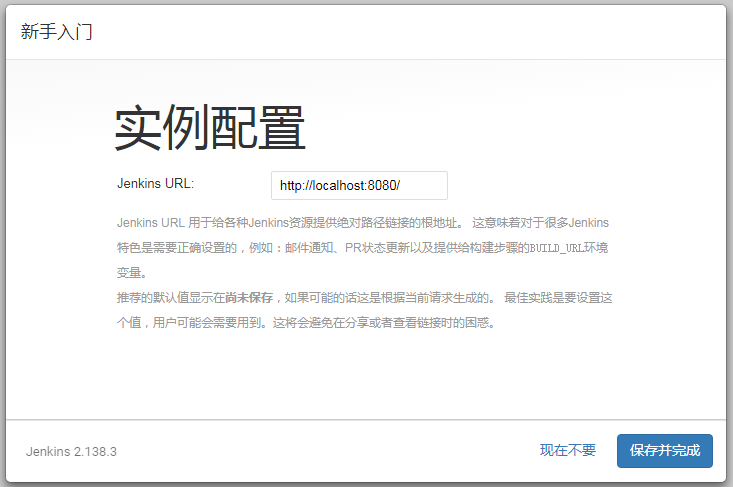 新手入门
实例配置
Jenkins URL: http://localhost:8080/
Jenkins URL 用于给各种Jenkins资源提供绝对路径链接的根地址。 这意味着对于很多Jenkins
特色是需要正确设置的，例如：邮件通知、PR状态更新以及提供给构建步骤的BUILD_URL环境
变量。
推荐的默认值显示在尚未保存，如果可能的话这是根据当前请求生成的。 最佳实践是要设置这
个值，用户可能会需要用到。这将会避免在分享或者查看链接时的困惑。
Jenkins 2.138.3 现在不要 保存并完成